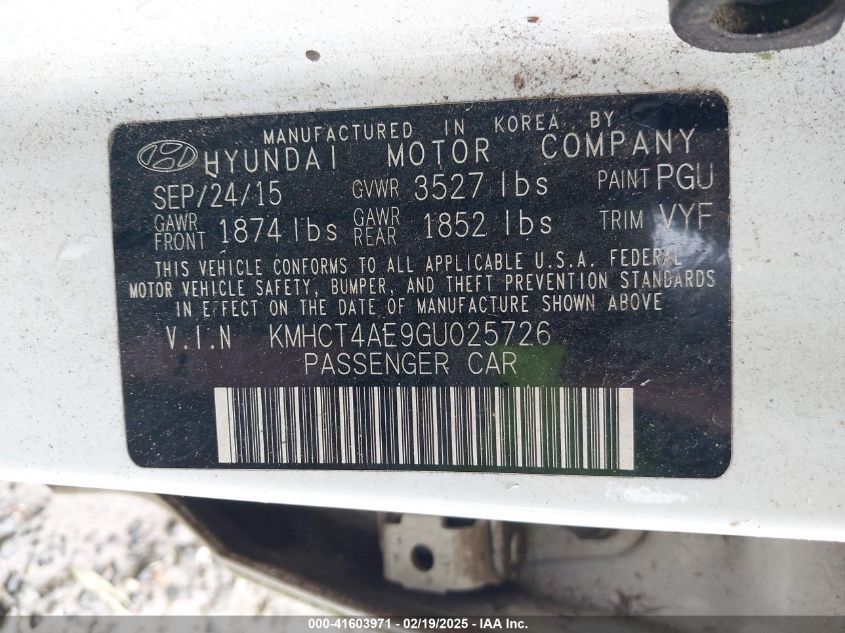 MANUFACTURED IN KOREA BY
HYUNDAI MOTOR COMPANY
SEP/24/15 GVWR 3527 lbs PAINT PGU
GAWR FRONT 1874 lbs GAWR REAR 1852 lbs TRIM VYF
THIS VEHICLE CONFORMS TO ALL APPLICABLE U.S.A. FEDERAL
MOTOR VEHICLE SAFETY, BUMPER, AND THEFT PREVENTION STANDARDS
IN EFFECT ON THE DATE OF MANUFACTURE SHOWN ABOVE
V.I.N KMHCT4AE9GU025726
PASSENGER CAR
000-41603971 - 02/19/2025 - IAA Inc.